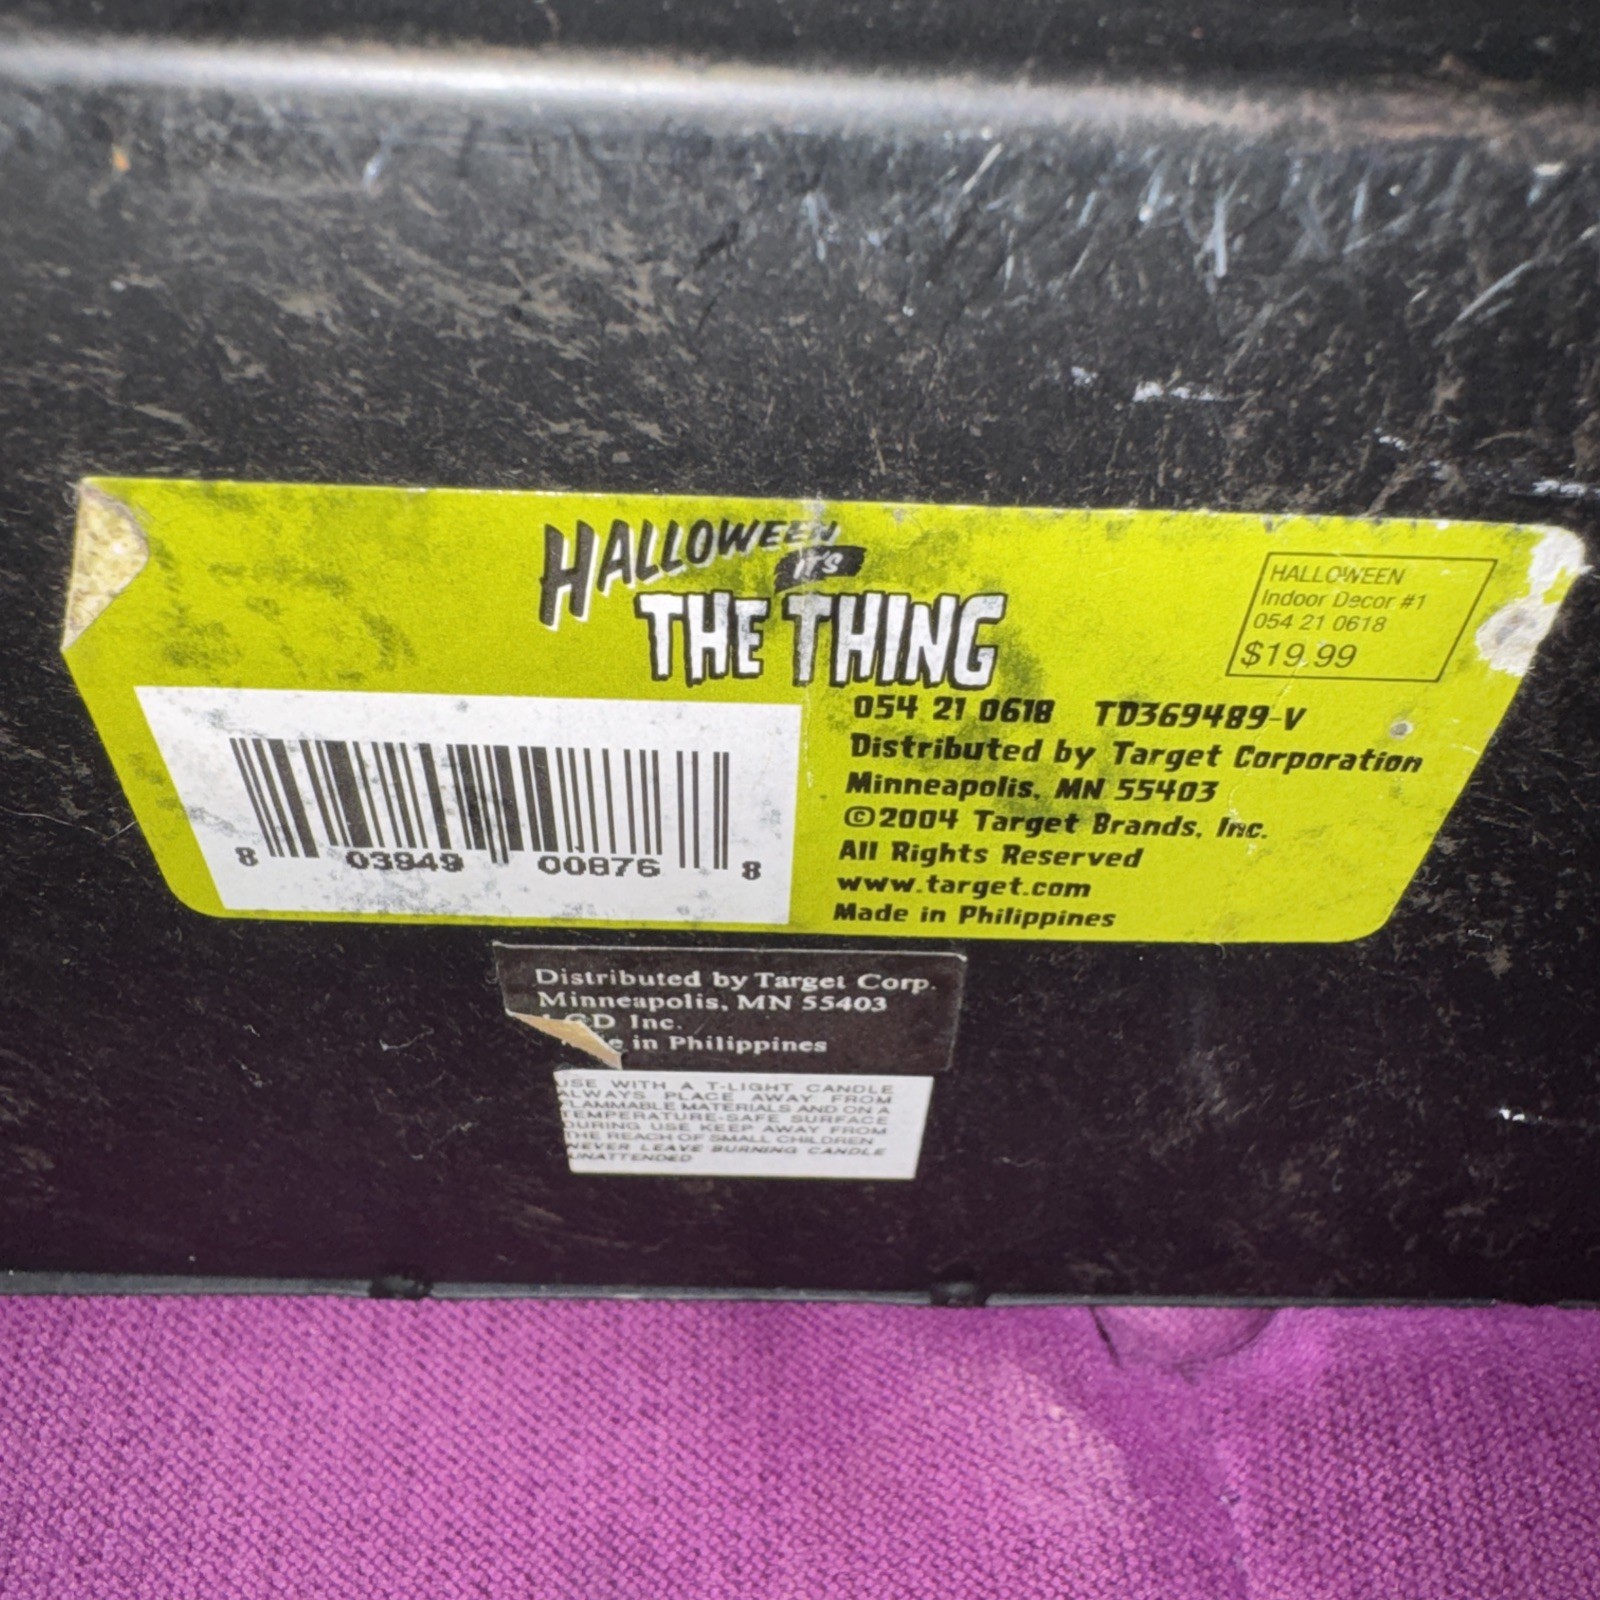 HALLOWEEN
IT'S
THE THING
HALLOWEEN
Indoor Decor #1
054 21 0618
$19.99
8 03949 00876 8
054 21 0618 TD369489-V
Distributed by Target Corporation
Minneapolis, MN 55403
©2004 Target Brands, Inc.
All Rights Reserved
www.target.com
Made in Philippines
Distributed by Target Corp.
Minneapolis, MN 55403
Inc.
in Philippines
USE WITH A T-LIGHT CANDLE
ALWAYS PLACE AWAY FROM
FLAMMABLE MATERIALS AND ON A
TEMPERATURE-SAFE SURFACE
DURING USE KEEP AWAY FROM
THE REACH OF SMALL CHILDREN
NEVER LEAVE BURNING CANDLE
UNATTENDED